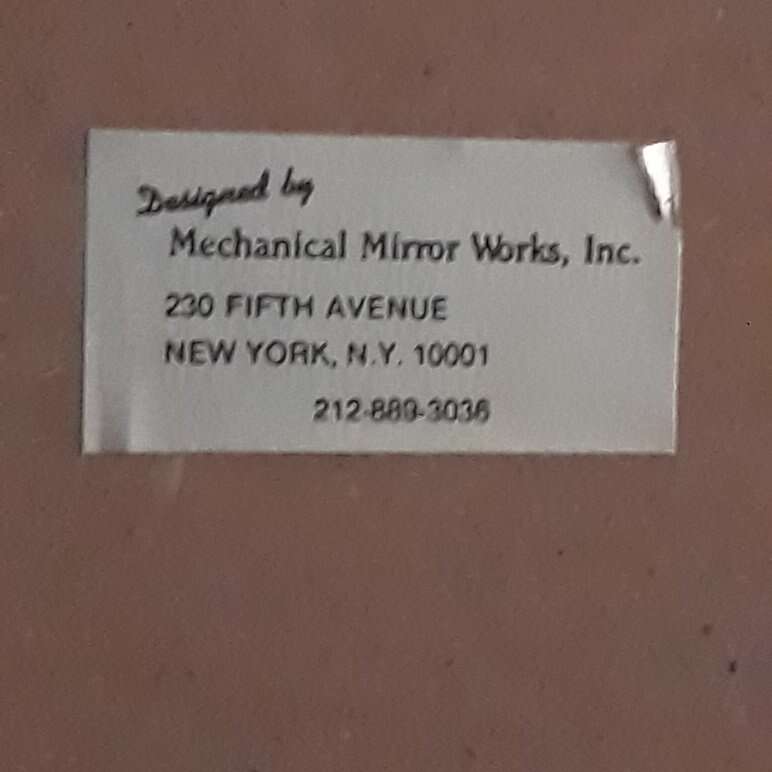 Designed by
Mechanical Mirror Works, Inc.
230 FIFTH AVENUE
NEW YORK, N.Y. 10001
212-889-3036